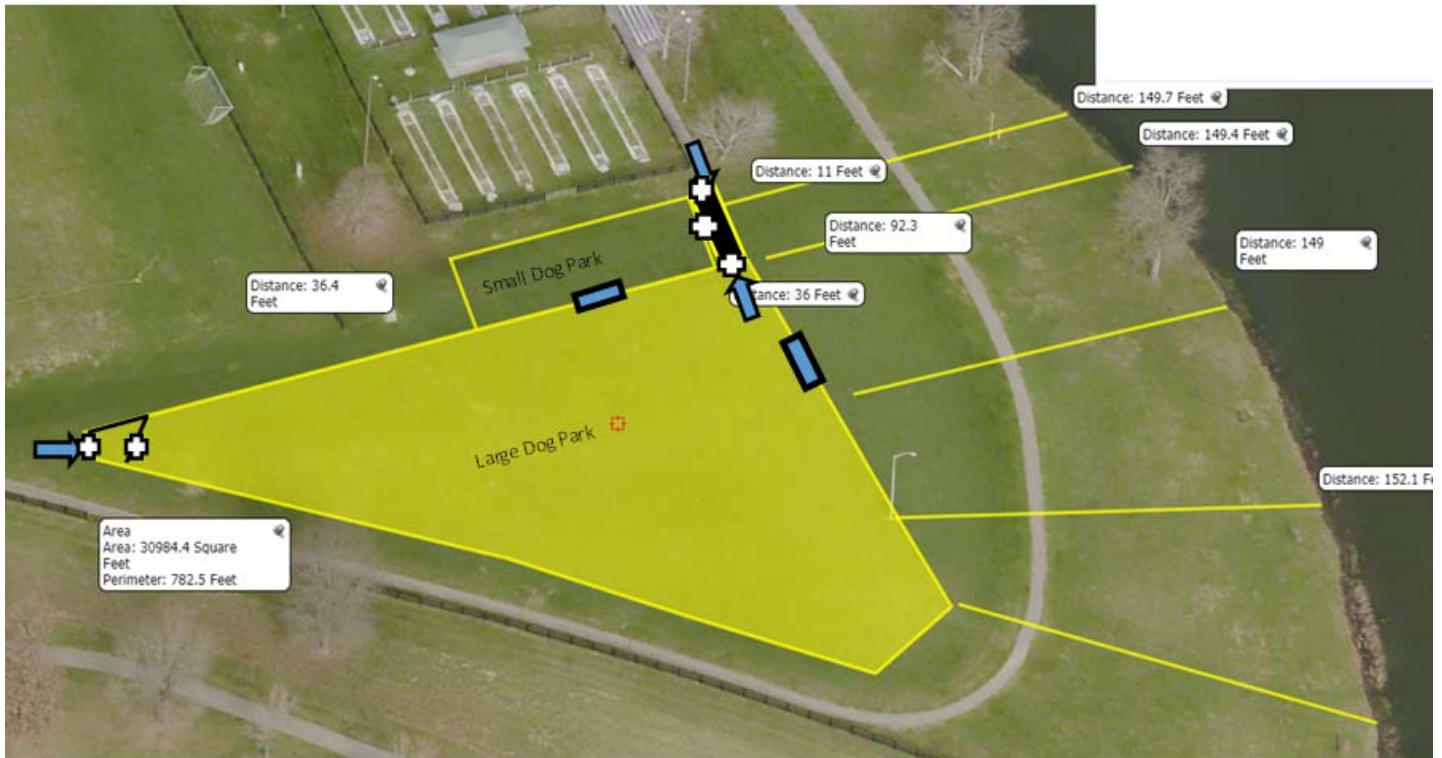 Distance: 149.7 Feet
Distance: 149.4 Feet
Distance: 11 Feet
Distance: 92.3
Feet
Distance: 149
Feet
Small Dog Park
Distance: 36.4
Feet
tance: 36 Feet
Large Dog Park
Distance: 152.1 Fe
Area
Area: 30984.4 Square
Feet
Perimeter: 782.5 Feet